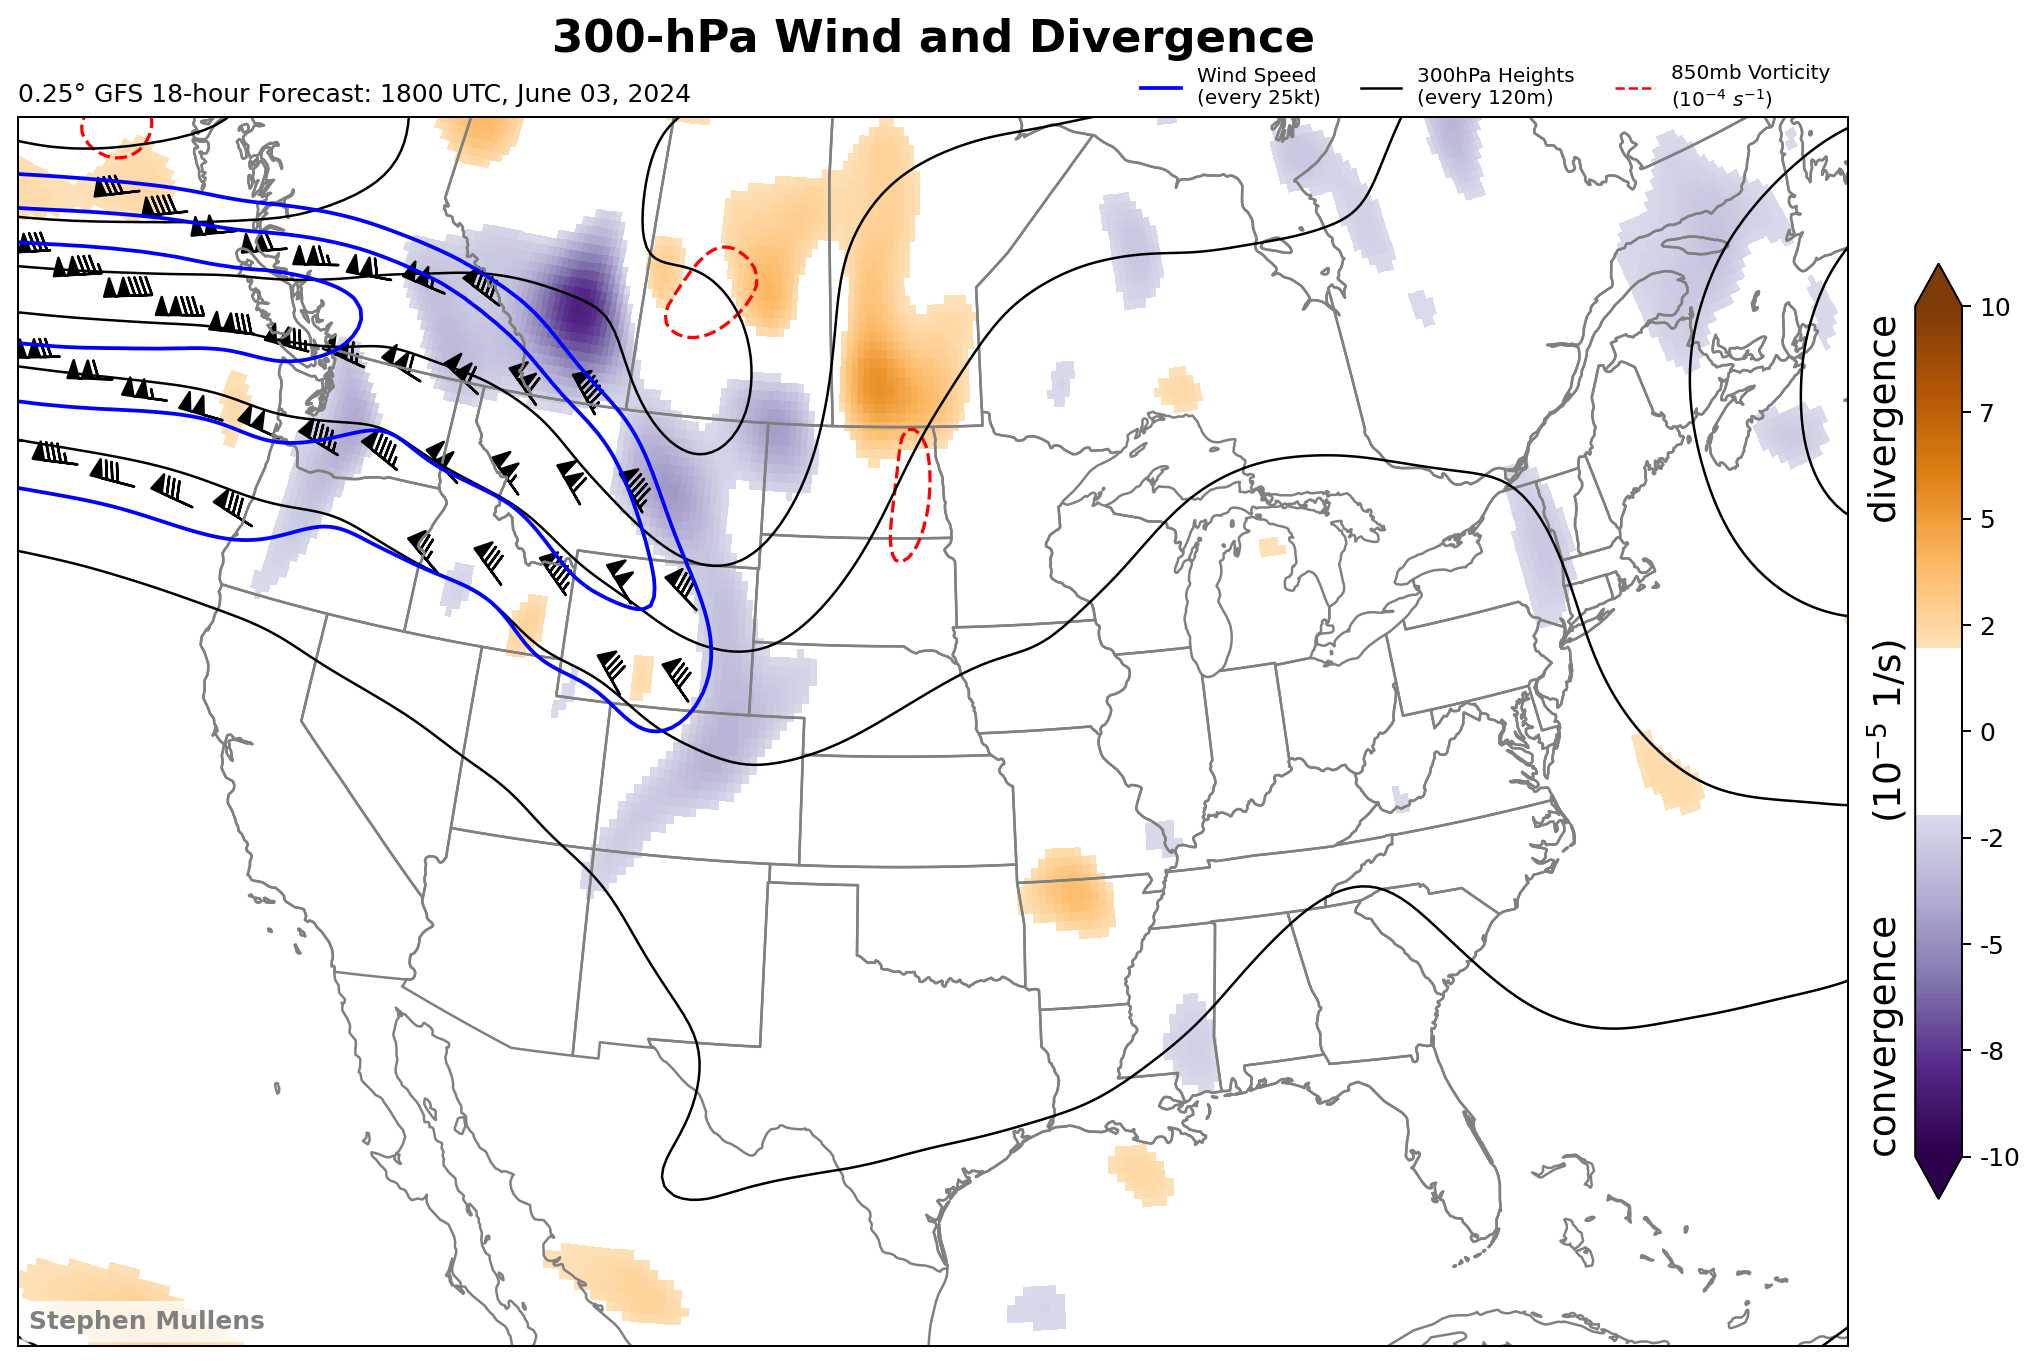 300-hPa Wind and Divergence
0.25° GFS 18-hour Forecast: 1800 UTC, June 03, 2024
Wind Speed
(every 25kt)
300hPa Heights
(every 120m)
850mb Vorticity
(10⁻⁴ s⁻¹)
10
7
5
2
0
-2
-5
-8
-10
convergence (10⁻⁵ 1/s) divergence
Stephen Mullens